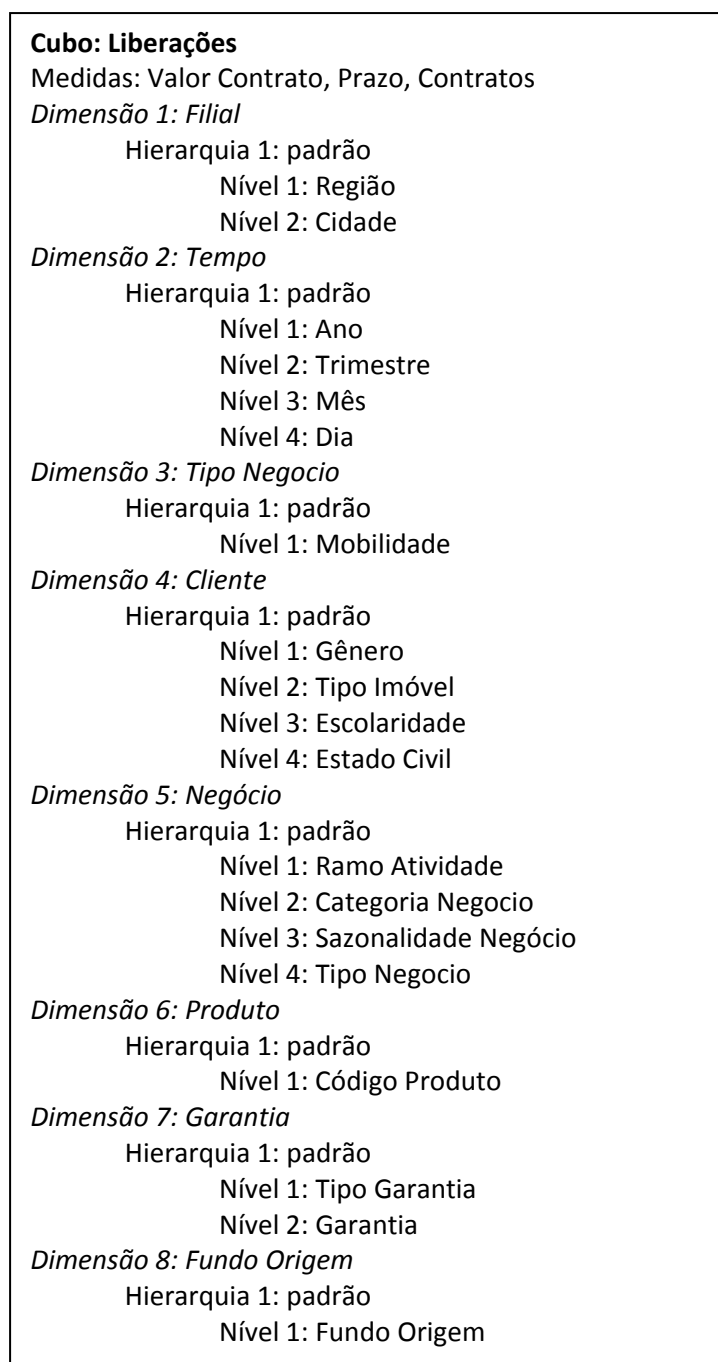 Cubo: Liberações
Medidas: Valor Contrato, Prazo, Contratos
Dimensão 1: Filial
Hierarquia 1: padrão
Nível 1: Região
Nível 2: Cidade
Dimensão 2: Tempo
Hierarquia 1: padrão
Nível 1: Ano
Nível 2: Trimestre
Nível 3: Mês
Nível 4: Dia
Dimensão 3: Tipo Negocio
Hierarquia 1: padrão
Nível 1: Mobilidade
Dimensão 4: Cliente
Hierarquia 1: padrão
Nível 1: Gênero
Nível 2: Tipo Imóvel
Nível 3: Escolaridade
Nível 4: Estado Civil
Dimensão 5: Negócio
Hierarquia 1: padrão
Nível 1: Ramo Atividade
Nível 2: Categoria Negocio
Nível 3: Sazonalidade Negócio
Nível 4: Tipo Negocio
Dimensão 6: Produto
Hierarquia 1: padrão
Nível 1: Código Produto
Dimensão 7: Garantia
Hierarquia 1: padrão
Nível 1: Tipo Garantia
Nível 2: Garantia
Dimensão 8: Fundo Origem
Hierarquia 1: padrão
Nível 1: Fundo Origem